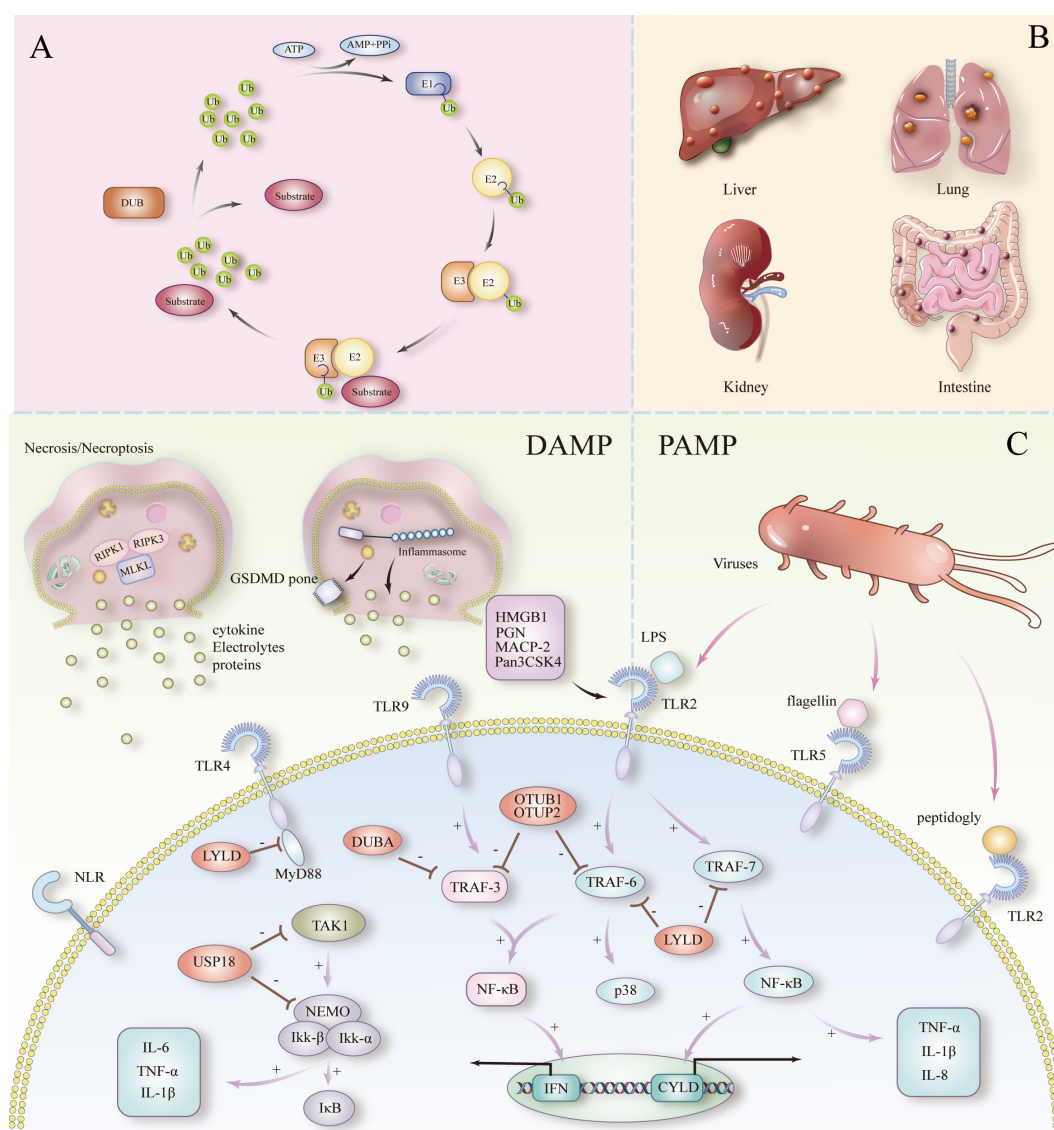 A
ATP
AMP+PPi
E1
Ub
Ub
Ub
Ub
Ub
Ub
Ub
Ub
E2
Ub
DUB
Substrate
Ub
Ub
Ub
Ub
Ub
Ub
Substrate
E3
E2
Ub
E3
E2
Ub
Substrate
B
Liver
Lung
Kidney
Intestine
DAMP
PAMP
C
Necrosis/Necroptosis
RIPK1
RIPK3
MLKL
Inflammasome
GSDMD pone
cytokine
Electrolytes
proteins
HMGB1
PGN
MACP-2
Pan3CSK4
Viruses
LPS
TLR2
flagellin
TLR9
TLR4
TLR5
peptidogly
TLR2
NLR
LYLD
-
MyD88
DUBA
-
OTUB1
OTUP2
-
-
+
+
+
TRAF-3
TRAF-6
TRAF-7
-
-
LYLD
TAK1
-
USP18
-
+
NEMO
Ikk-β
Ikk-α
+
+
IκB
IL-6
TNF-α
IL-1β
+
+
+
NF-κB
p38
NF-κB
+
+
+
IFN
CYLD
TNF-α
IL-1β
IL-8